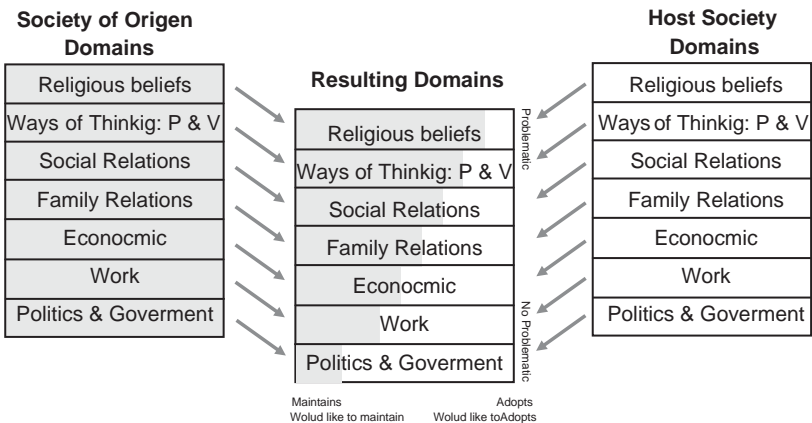 Society of Origen
Domains
Religious beliefs
Ways of Thinkig: P & V
Social Relations
Family Relations
Econocmic
Work
Politics & Goverment
Resulting Domains
Religious beliefs
Ways of Thinkig: P & V
Social Relations
Family Relations
Econocmic
Work
Politics & Goverment
Problematic
No Problematic
Maintains
Wolud like to maintain
Adopts
Wolud like toAdopts
Host Society
Domains
Religious beliefs
Ways of Thinkig: P & V
Social Relations
Family Relations
Econocmic
Work
Politics & Goverment